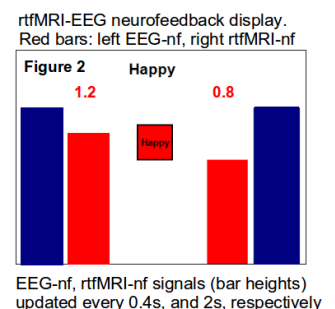 rtfMRI-EEG neurofeedback display.
Red bars: left EEG-nf, right rtfMRI-nf
Figure 2
Happy
1.2
0.8
Happy
EEG-nf, rtfMRI-nf signals (bar heights)
updated every 0.4s, and 2s, respectively